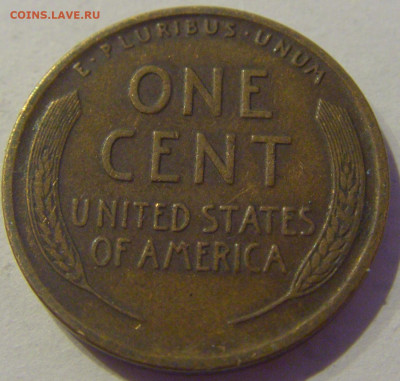 COINS.LAVE.RU
E·PLURIBUS·UNUM
ONE
CENT
UNITED STATES
OF AMERICA